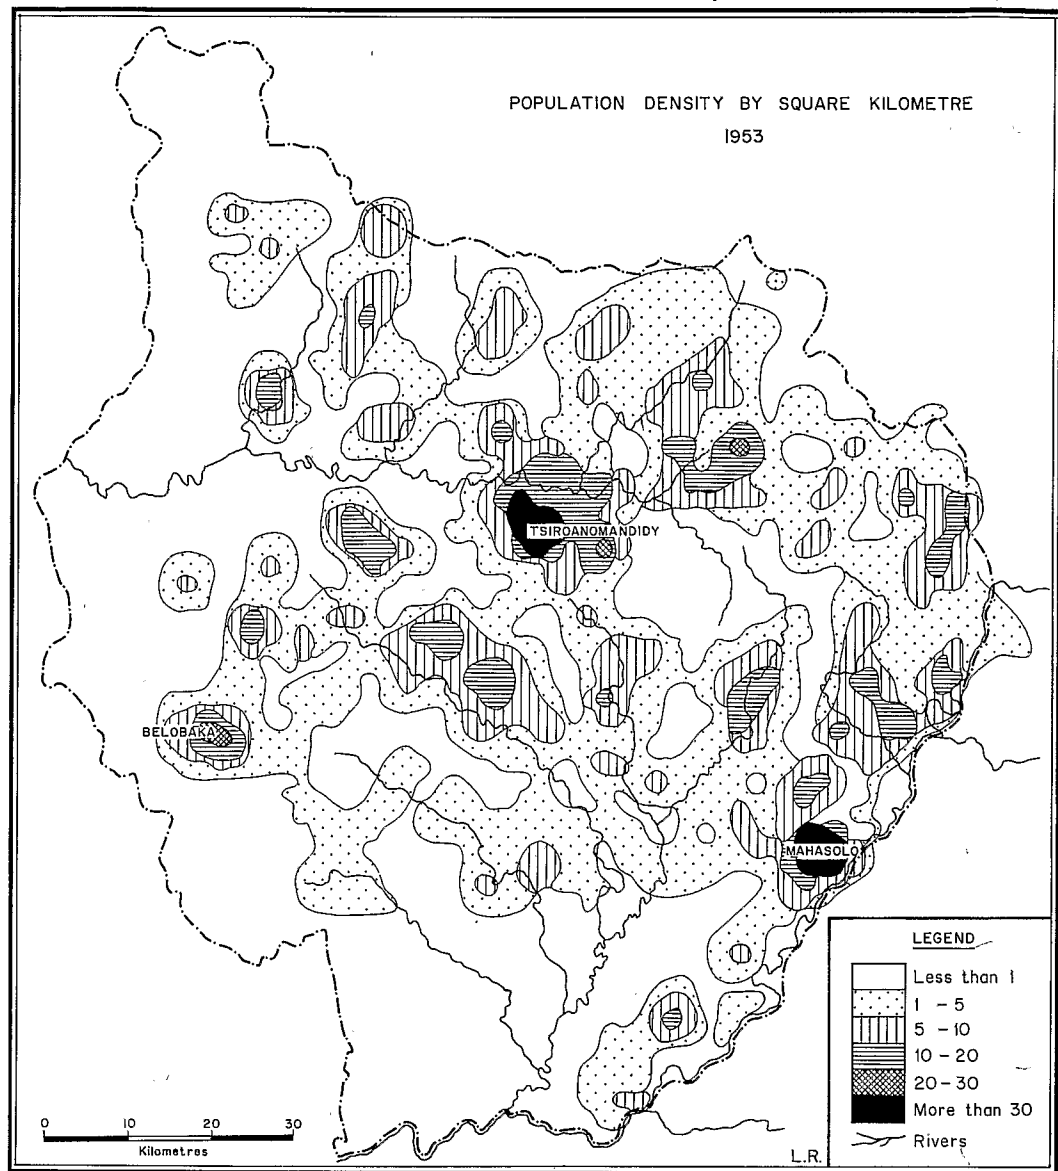 POPULATION DENSITY BY SQUARE KILOMETRE
1953
TSIROANOMANDIDY
BELOBAKA
MAHASOLO
LEGEND
Less than 1
1 - 5
5 - 10
10 - 20
20 - 30
More than 30
Rivers
0 10 20 30
Kilometres
L.R.